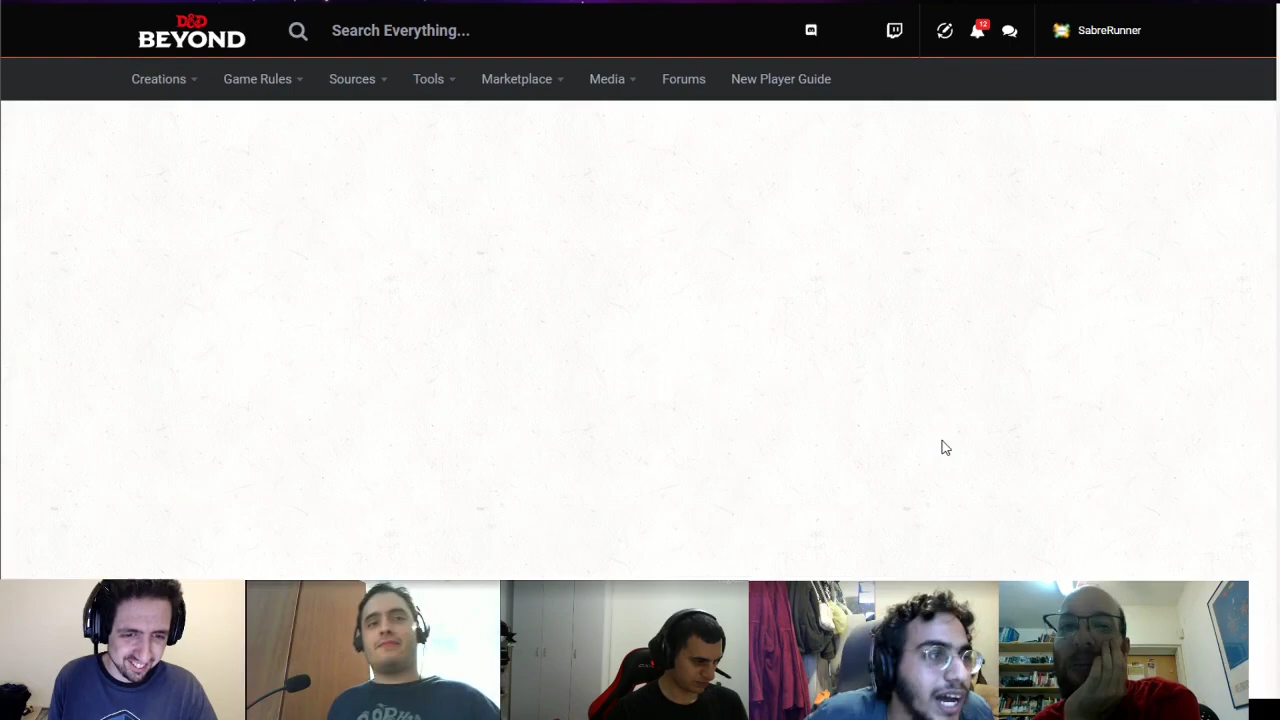 D&D
BEYOND
Search Everything...
12
SabreRunner
Creations
Game Rules
Sources
Tools
Marketplace
Media
Forums
New Player Guide